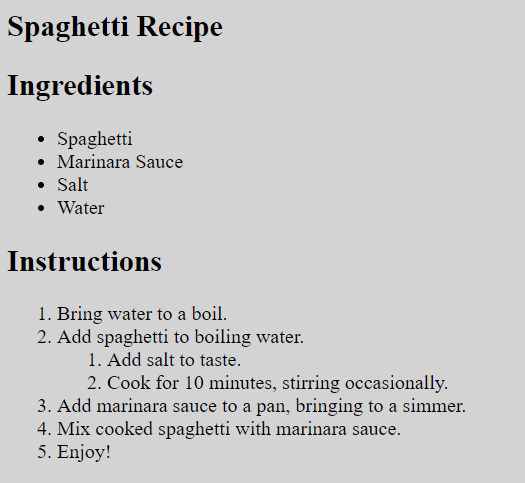 Spaghetti Recipe
Ingredients
• Spaghetti
• Marinara Sauce
• Salt
• Water
Instructions
1. Bring water to a boil.
2. Add spaghetti to boiling water.
1. Add salt to taste.
2. Cook for 10 minutes, stirring occasionally.
3. Add marinara sauce to a pan, bringing to a simmer.
4. Mix cooked spaghetti with marinara sauce.
5. Enjoy!